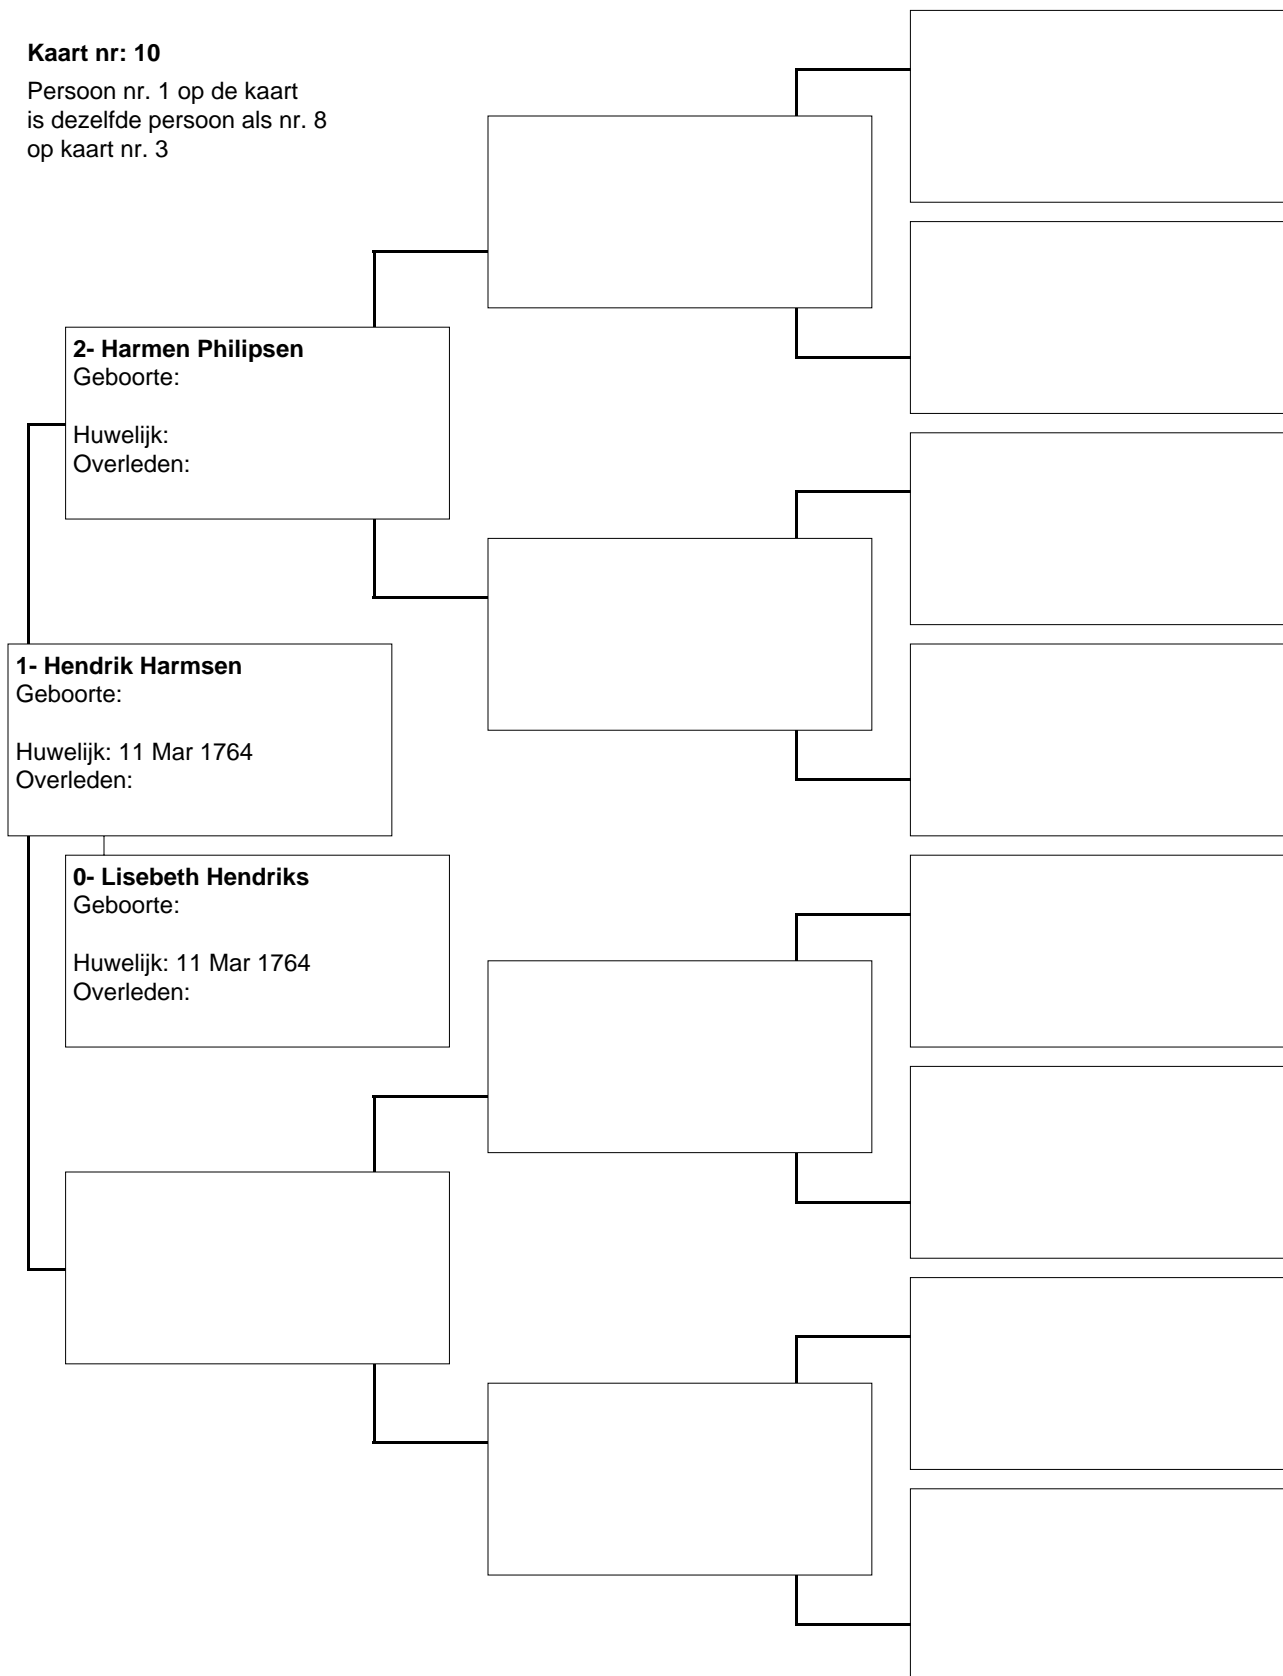 Kaart nr: 10
Persoon nr. 1 op de kaart
is dezelfde persoon als nr. 8
op kaart nr. 3
2- Harmen Philipsen
Geboorte:
Huwelijk:
Overleden:
1- Hendrik Harmsen
Geboorte:
Huwelijk: 11 Mar 1764
Overleden:
0- Lisebeth Hendriks
Geboorte:
Huwelijk: 11 Mar 1764
Overleden: